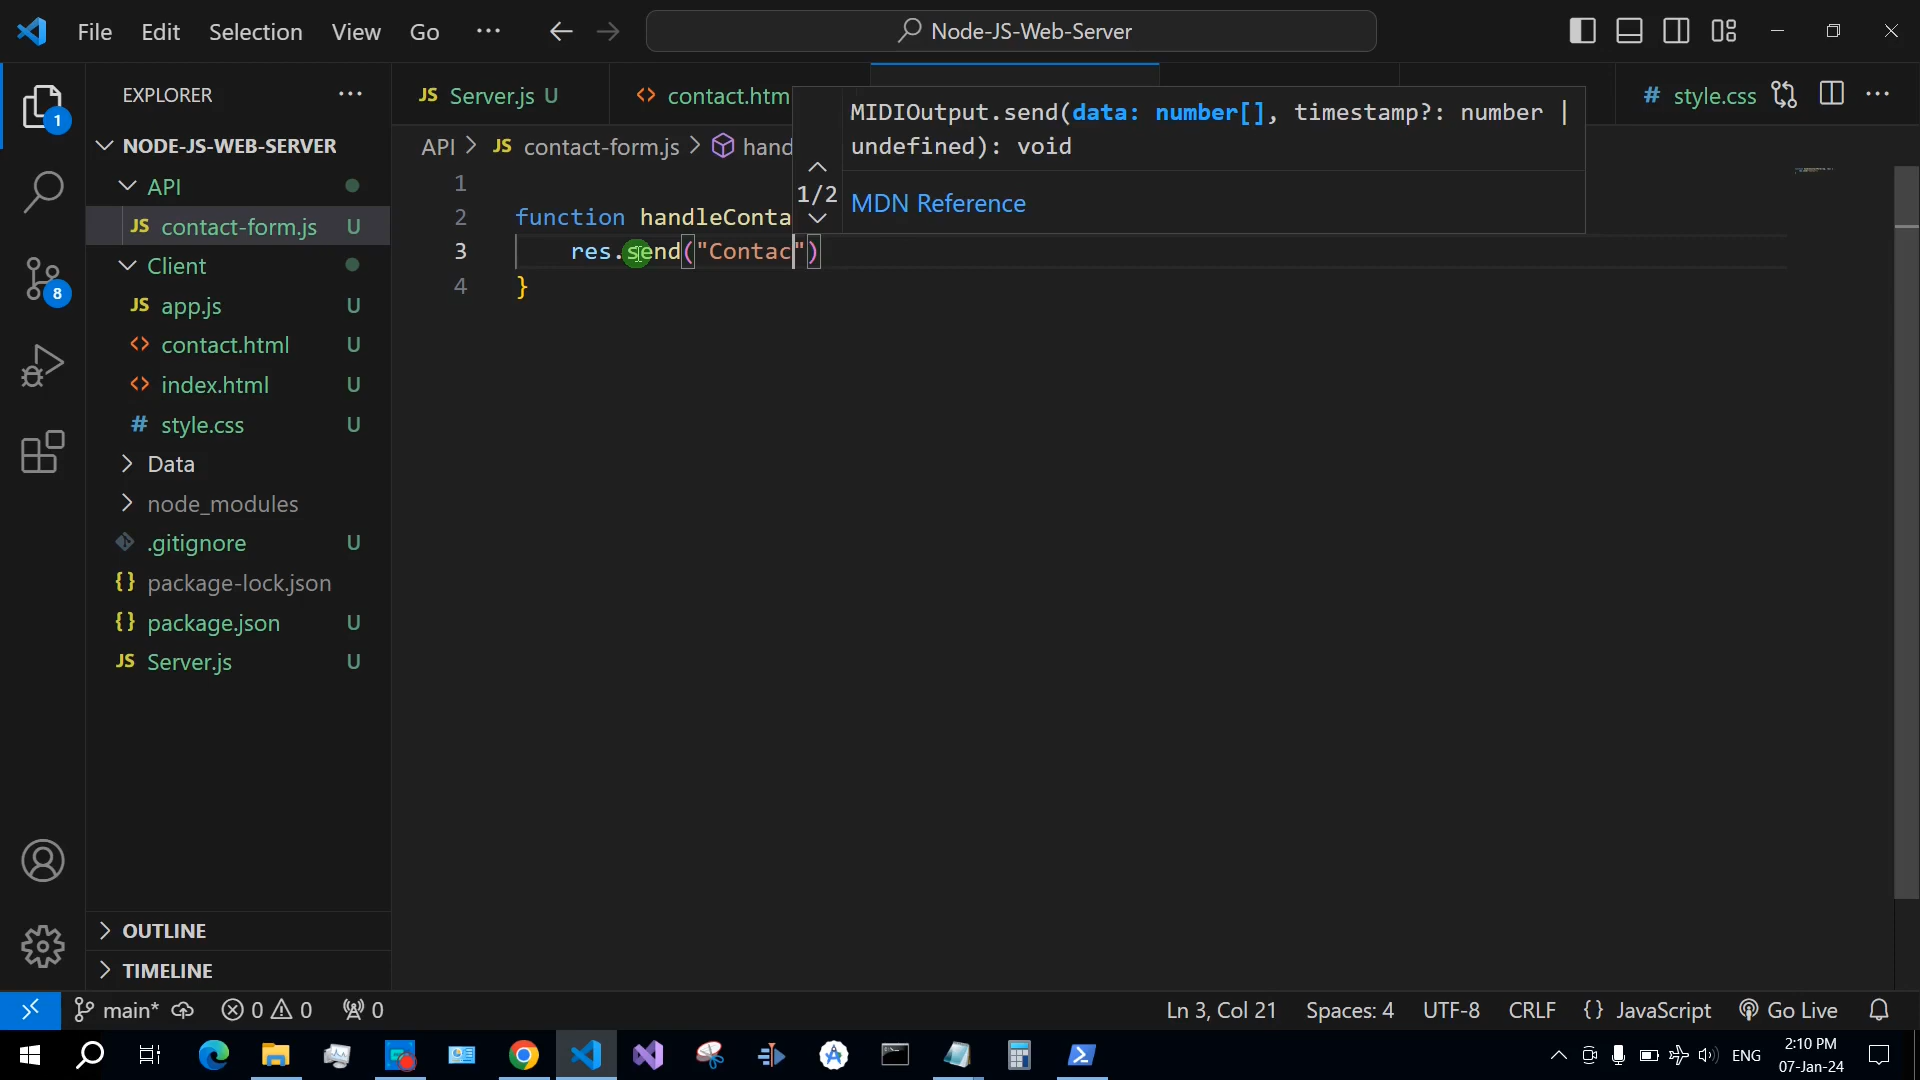 File Edit Selection View Go ··· Node-JS-Web-Server
EXPLORER ···
NODE-JS-WEB-SERVER
API
JS contact-form.js U
Client
JS app.js U
<> contact.html U
<> index.html U
# style.css U
Data
node_modules
.gitignore U
{} package-lock.json
{} package.json U
JS Server.js U
OUTLINE
TIMELINE
1
8
JS Server.js U
<> contact.htm
# style.css
API > JS contact-form.js > hand
1/2
MIDIOutput.send(data: number[], timestamp?: number |
undefined): void
MDN Reference
1
2 function handleConta
3 res.send("Contac")
4 }
main* 0 0 0 Ln 3, Col 21 Spaces: 4 UTF-8 CRLF {} JavaScript Go Live
ENG
2:10 PM
07-Jan-24